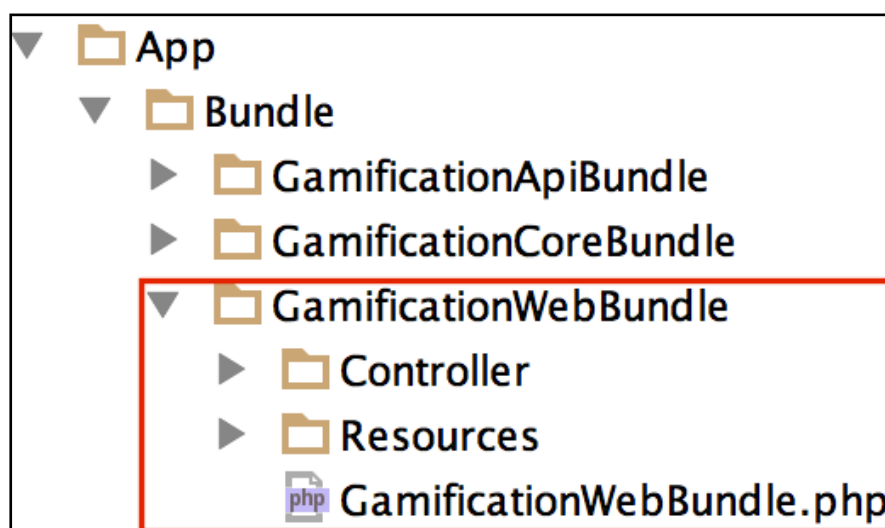 App
Bundle
GamificationApiBundle
GamificationCoreBundle
GamificationWebBundle
Controller
Resources
php GamificationWebBundle.php